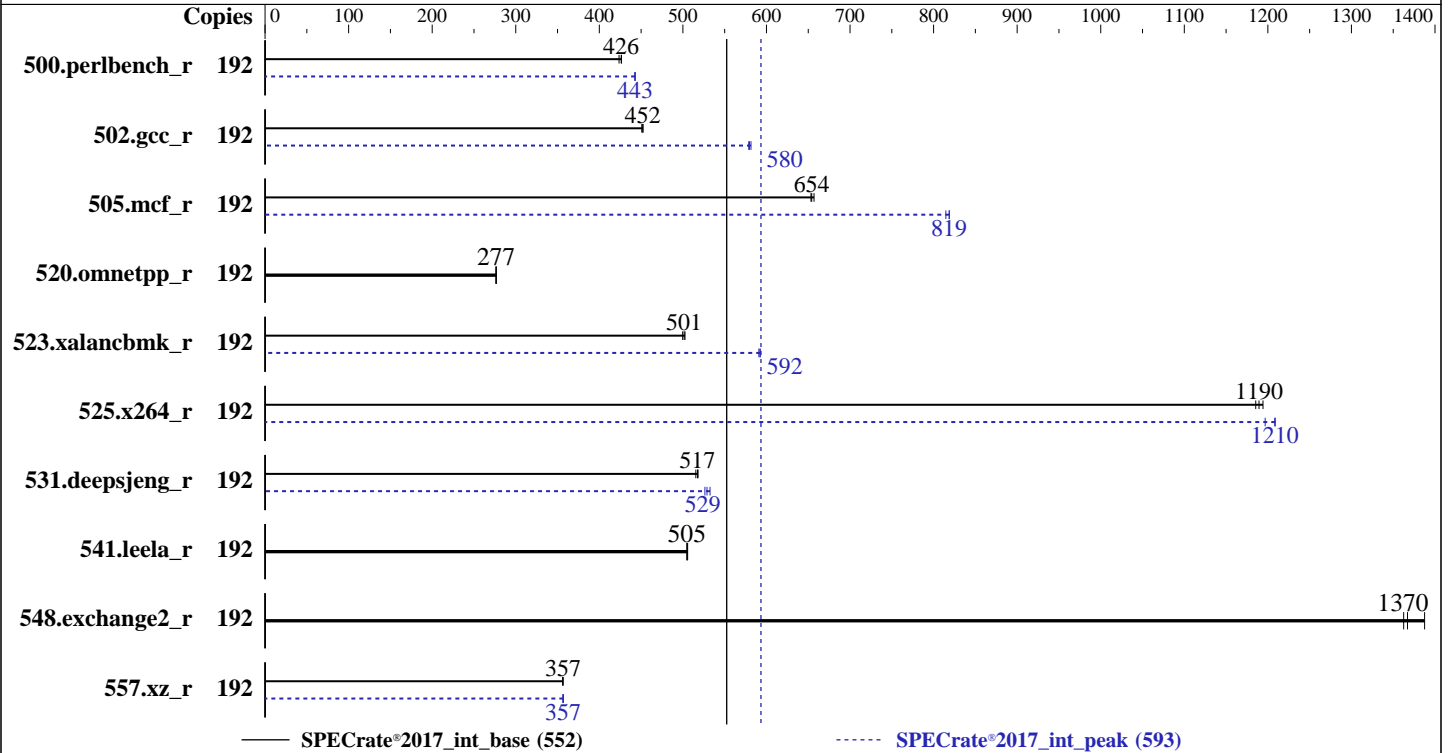 Copies 0 100 200 300 400 500 600 700 800 900 1000 1100 1200 1300 1400
500.perlbench_r 192 426
443
502.gcc_r 192 452
580
505.mcf_r 192 654
819
520.omnetpp_r 192 277
523.xalancbmk_r 192 501
592
525.x264_r 192 1190
1210
531.deepsjeng_r 192 517
529
541.leela_r 192 505
548.exchange2_r 192 1370
557.xz_r 192 357
357
SPECrate®2017_int_base (552) SPECrate®2017_int_peak (593)